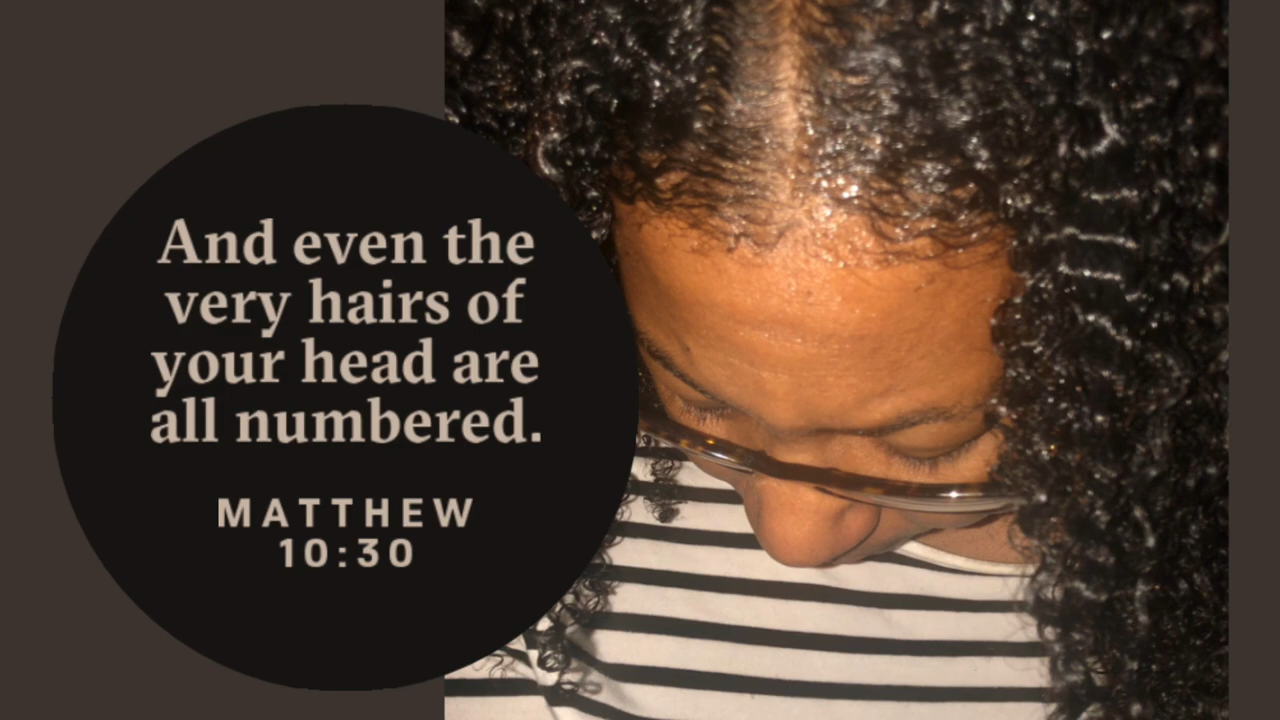 And even the
very hairs of
your head are
all numbered.
MATTHEW
10:30